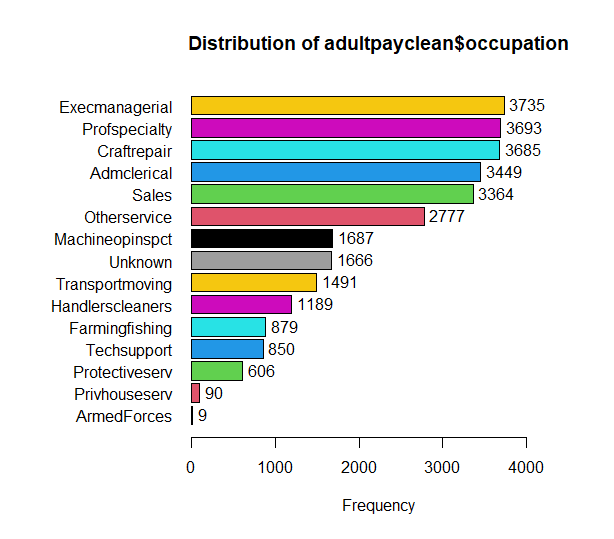 Distribution of adultpayclean$occupation
Execmanagerial 3735
Profspecialty 3693
Craftrepair 3685
Admclerical 3449
Sales 3364
Otherservice 2777
Machineopinspct 1687
Unknown 1666
Transportmoving 1491
Handlerscleaners 1189
Farmingfishing 879
Techsupport 850
Protectiveserv 606
Privhouseserv 90
ArmedForces 9
0 1000 2000 3000 4000
Frequency